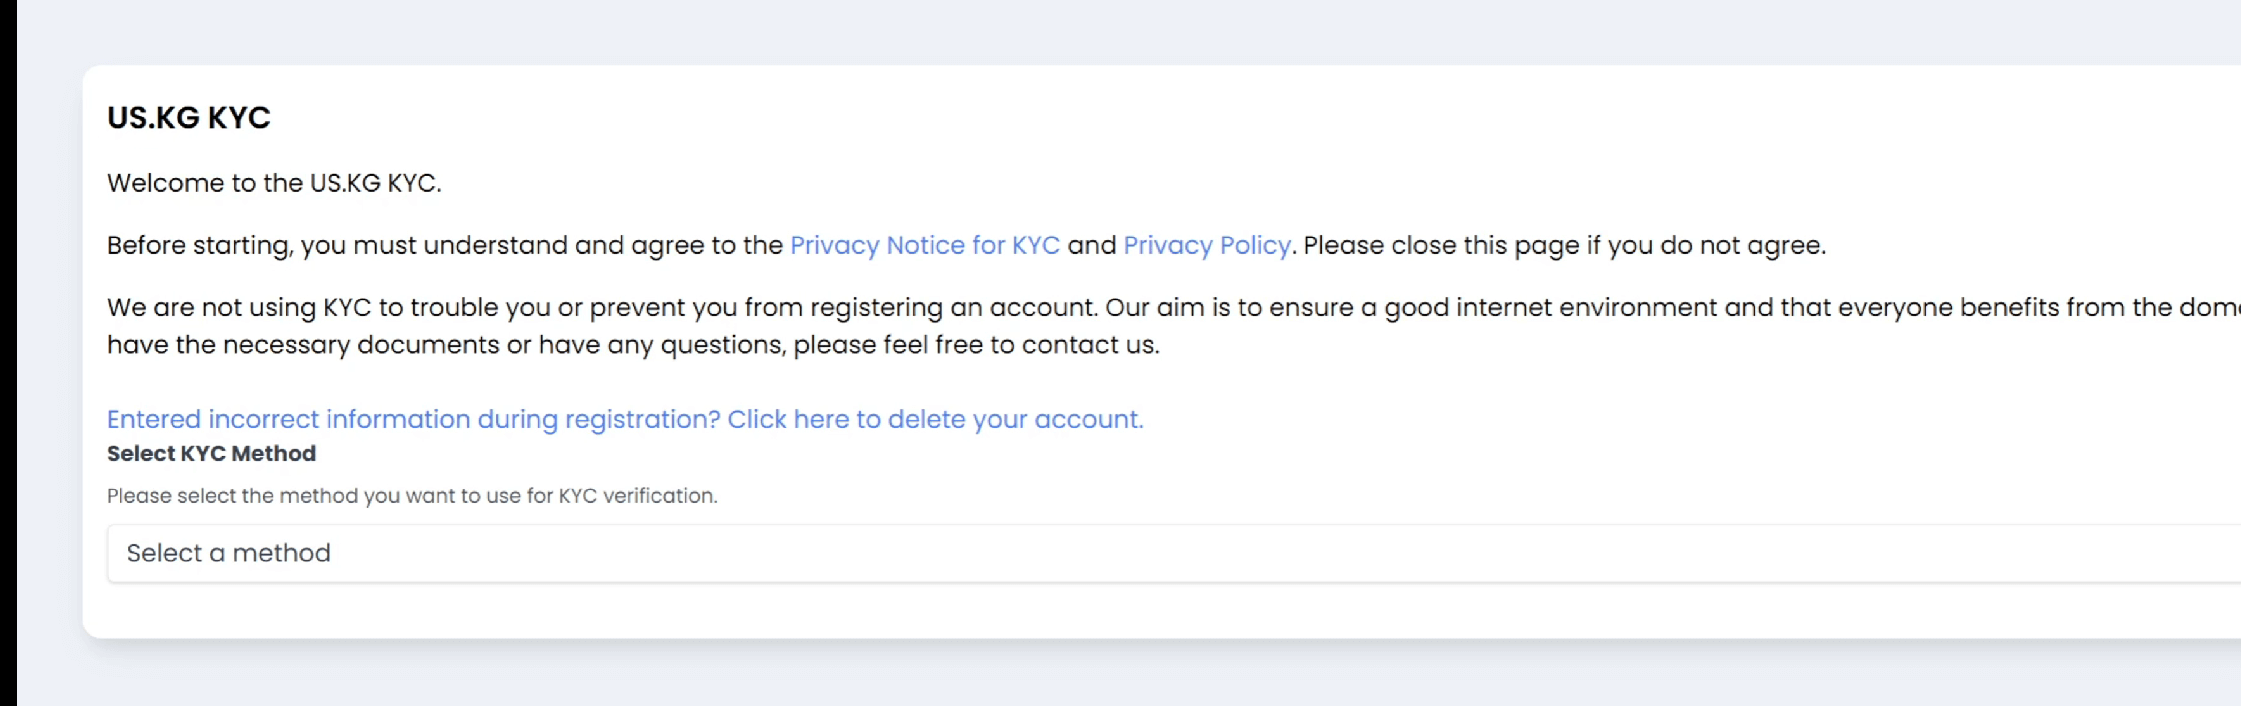 US.KG KYC
Welcome to the US.KG KYC.
Before starting, you must understand and agree to the Privacy Notice for KYC and Privacy Policy. Please close this page if you do not agree.
We are not using KYC to trouble you or prevent you from registering an account. Our aim is to ensure a good internet environment and that everyone benefits from the
have the necessary documents or have any questions, please feel free to contact us.
Entered incorrect information during registration? Click here to delete your account.
Select KYC Method
Please select the method you want to use for KYC verification.
Select a method